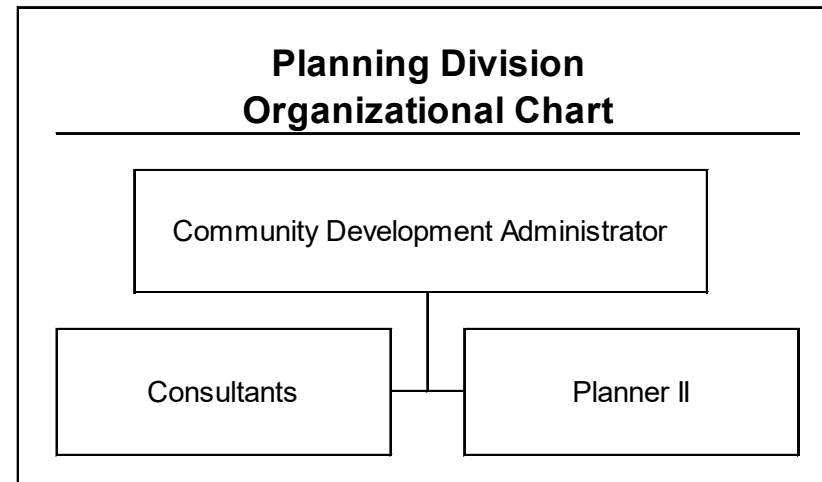 Planning Division
Organizational Chart
Community Development Administrator
Consultants
Planner II